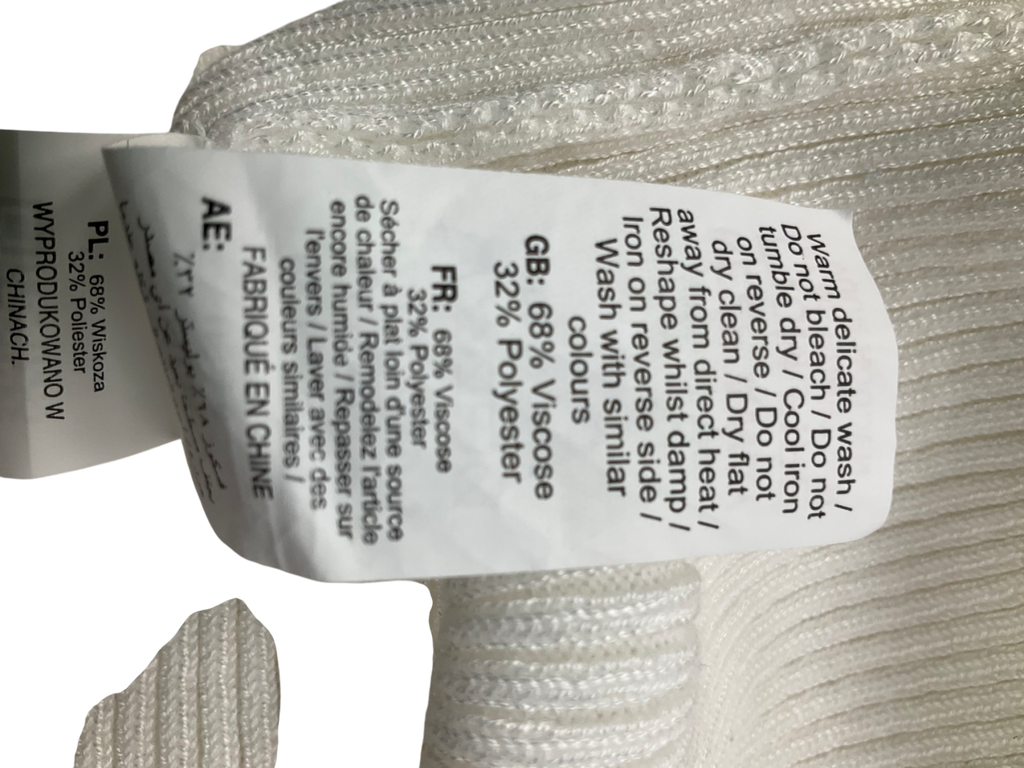 Warm delicate wash /
Do not bleach / Do not
tumble dry / Cool iron
on reverse / Do not
dry clean / Dry flat
away from direct heat /
Reshape whilst damp /
Iron on reverse side /
Wash with similar
colours
GB: 68% Viscose
32% Polyester
FR: 68% Viscose
32% Polyester
Sécher à plat loin d'une source
de chaleur / Remodelez l'article
encore humide / Repasser sur
l'envers / Laver avec des
couleurs similaires /
FABRIQUÉ EN CHINE
AE:
٪٣٢
PL: 68% Wiskoza
32% Poliester
WYPRODUKOWANO W
CHINACH.